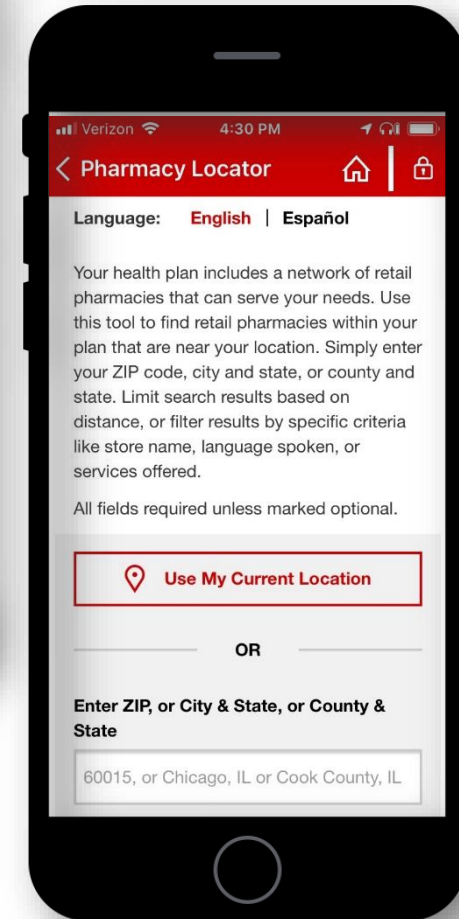 Verizon 4:30 PM
Pharmacy Locator
Language: English | Español
Your health plan includes a network of retail
pharmacies that can serve your needs. Use
this tool to find retail pharmacies within your
plan that are near your location. Simply enter
your ZIP code, city and state, or county and
state. Limit search results based on
distance, or filter results by specific criteria
like store name, language spoken, or
services offered.
All fields required unless marked optional.
Use My Current Location
OR
Enter ZIP, or City & State, or County &
State
60015, or Chicago, IL or Cook County, IL